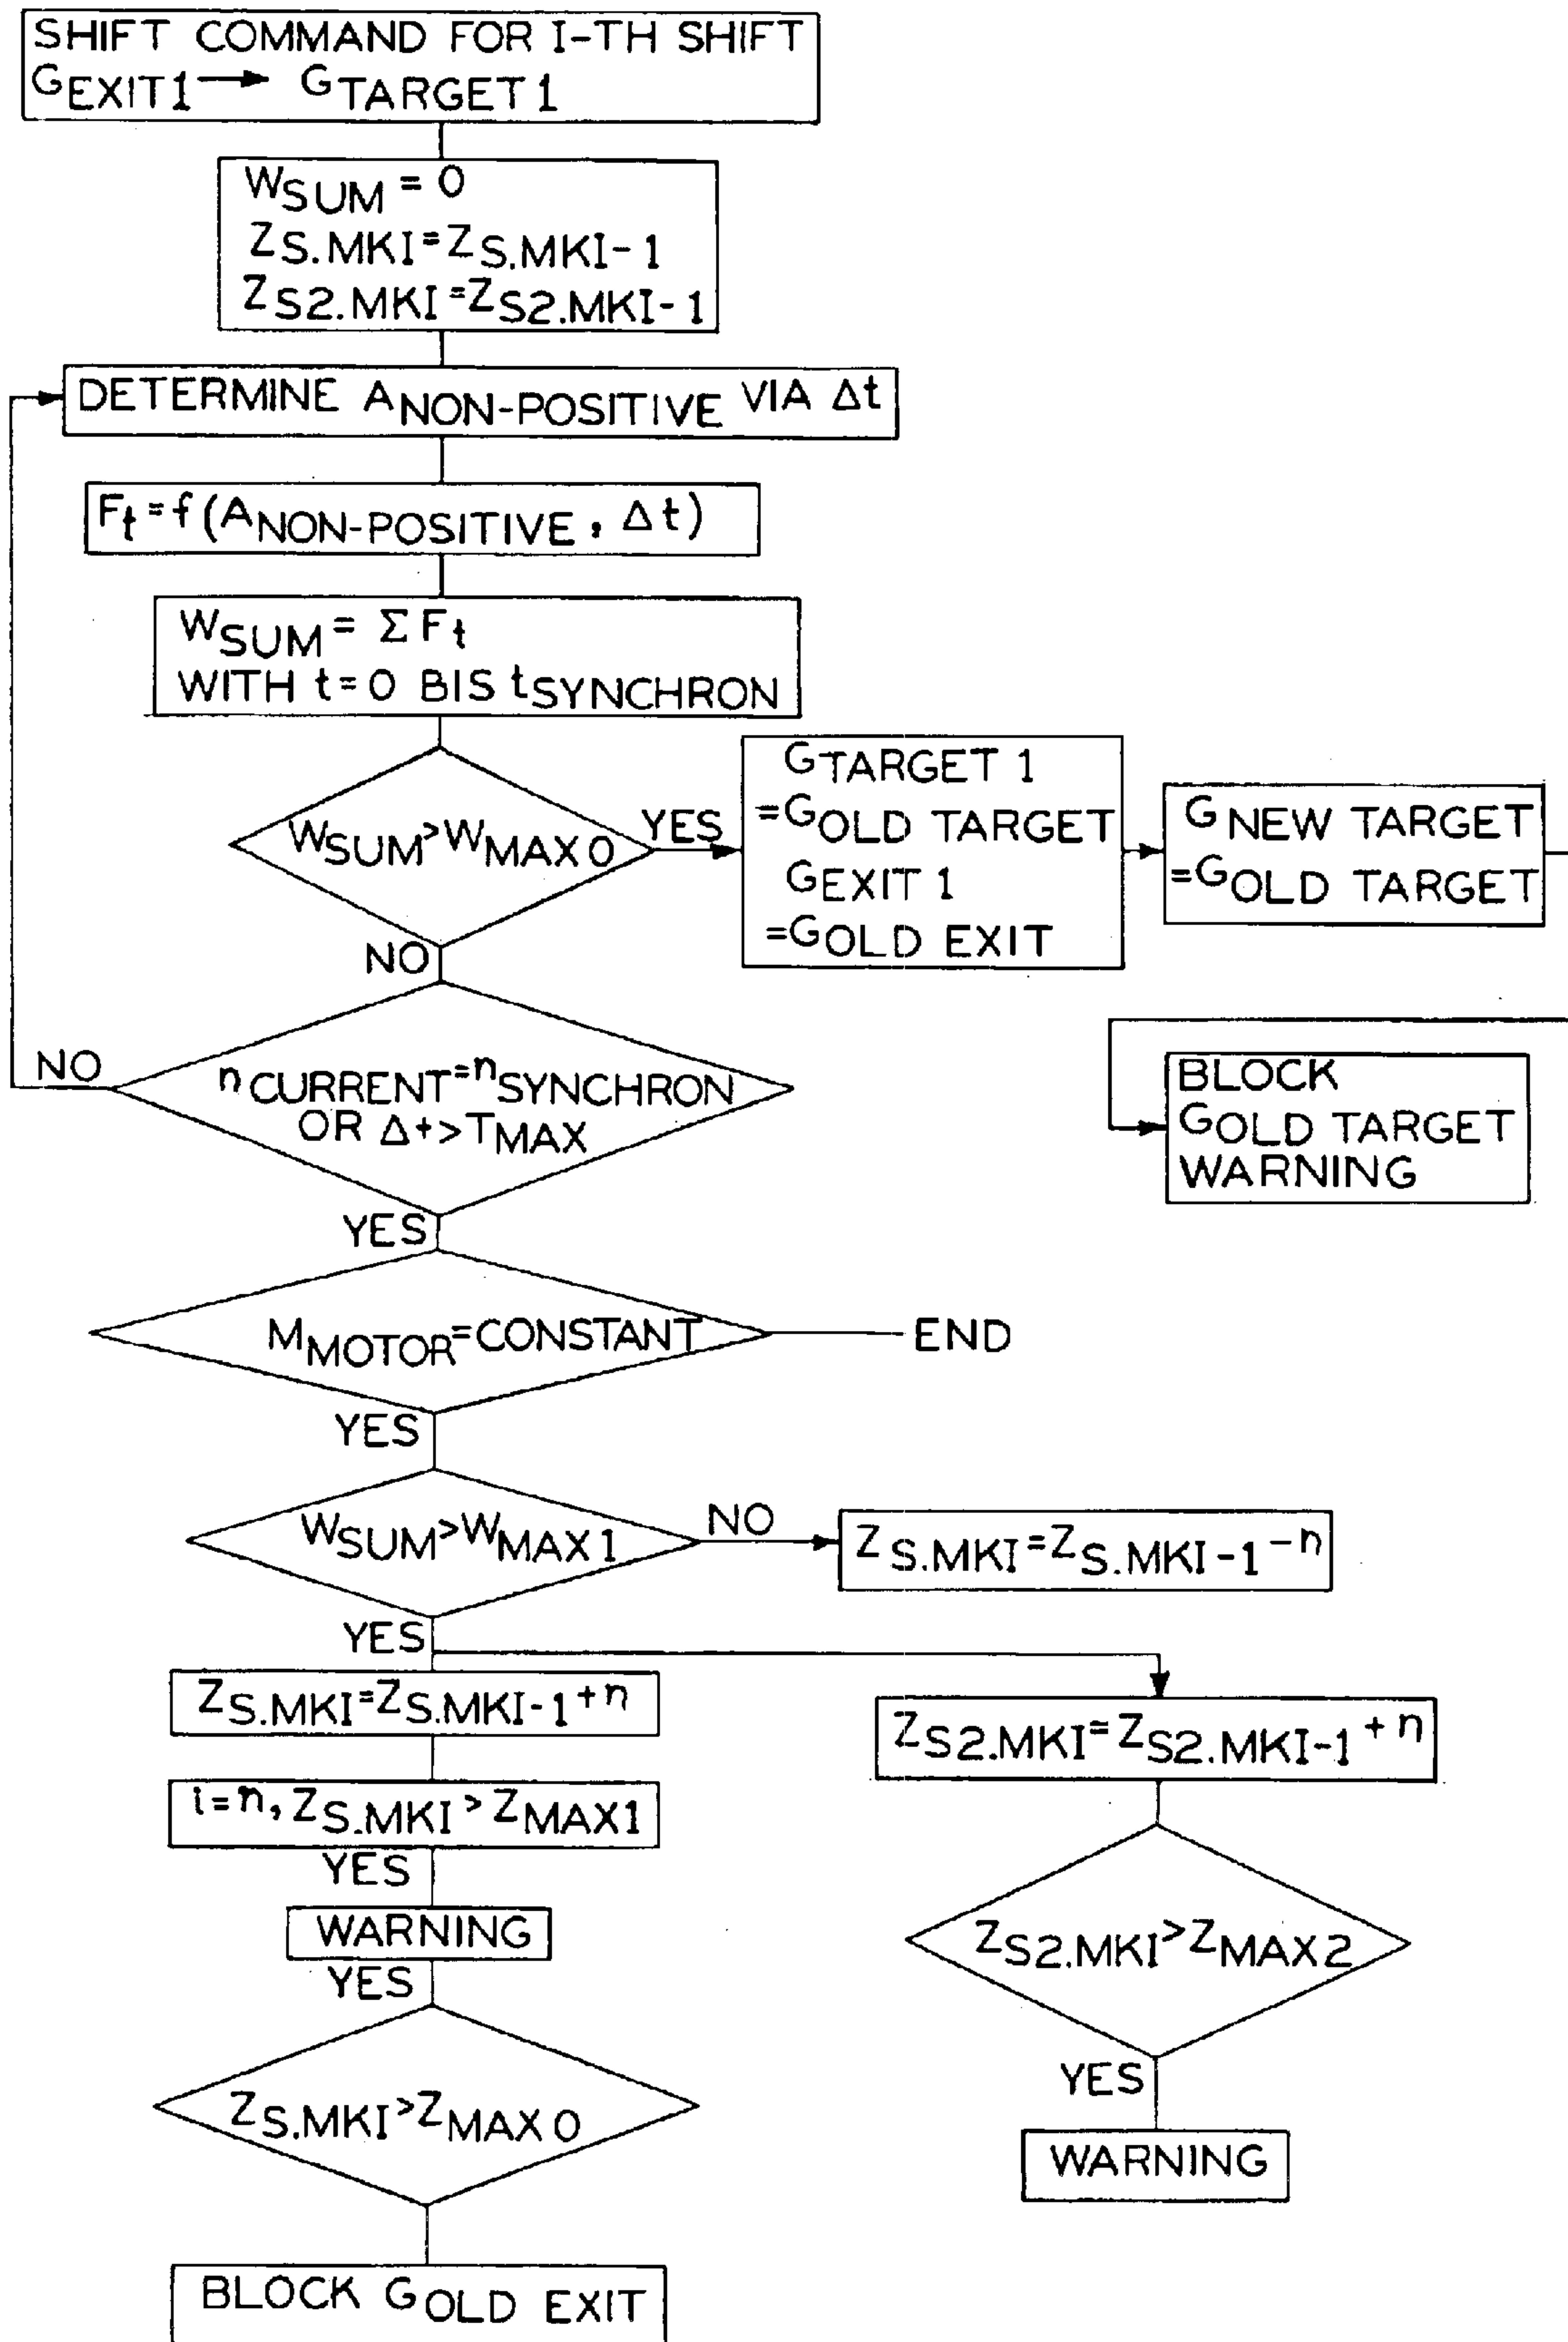 SHIFT COMMAND FOR I-TH SHIFT
GEXIT1 → GTARGET 1
WSUM = 0
ZS.MKI=ZS.MKI-1
ZS2.MKI=ZS2.MKI-1
DETERMINE ANON-POSITIVE VIA Δt
Ft=f(ANON-POSITIVE, Δt)
WSUM= ΣFt
WITH t=0 BIS tSYNCHRON
WSUM>WMAX0
YES
GTARGET 1
=GOLD TARGET
GEXIT 1
=GOLD EXIT
GNEW TARGET
=GOLD TARGET
NO
BLOCK
GOLD TARGET
WARNING
nCURRENT=nSYNCHRON
OR Δ+>TMAX
NO
YES
MMOTOR=CONSTANT
END
YES
WSUM>WMAX1
NO
ZS.MKI=ZS.MKI-1-n
YES
ZS.MKI=ZS.MKI-1+n
ZS2.MKI=ZS2.MKI-1+n
i=n, ZS.MKI>ZMAX1
YES
WARNING
ZS2.MKI>ZMAX2
YES
YES
ZS.MKI>ZMAX0
WARNING
BLOCK GOLD EXIT